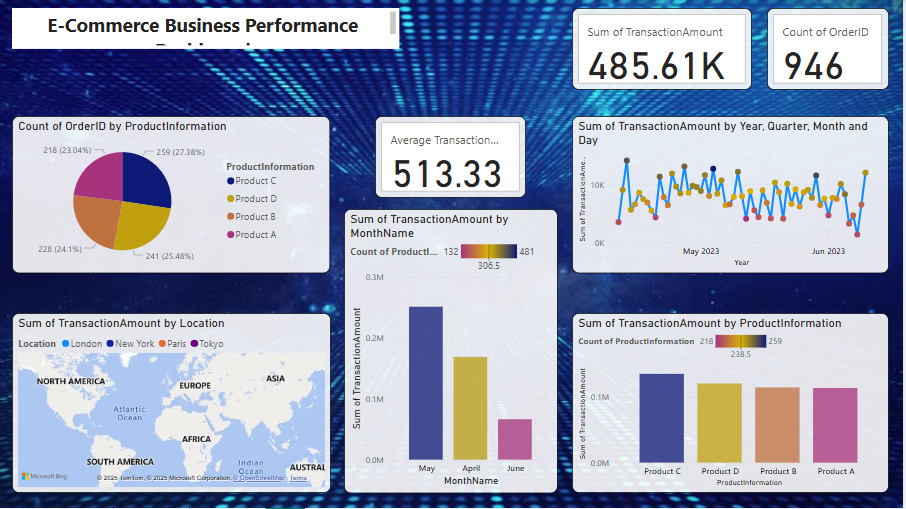 E-Commerce Business Performance
Sum of TransactionAmount
485.61K
Count of OrderID
946
Count of OrderID by ProductInformation
218 (23.04%)
259 (27.38%)
228 (24.1%)
241 (25.48%)
ProductInformation
Product C
Product D
Product B
Product A
Average Transaction...
513.33
Sum of TransactionAmount by Year, Quarter, Month and
Day
Sum of TransactionAmo...
10K
0K
May 2023
Jun 2023
Year
Sum of TransactionAmount by
MonthName
Count of ProductI...
132
481
306.5
Sum of TransactionAmount
0.3M
0.2M
0.1M
0.0M
May
April
June
MonthName
Sum of TransactionAmount by Location
Location
London
New York
Paris
Tokyo
NORTH AMERICA
EUROPE
ASIA
Atlantic
Ocean
AFRICA
SOUTH AMERICA
Indian
Ocean
AUSTRAL
Microsoft Bing
© 2025 TomTom, © 2025 Microsoft Corporation, © OpenStreetMap Terms
Sum of TransactionAmount by ProductInformation
Count of ProductInformation
218
259
238.5
Sum of TransactionAmount
0.1M
0.0M
Product C
Product D
Product B
Product A
ProductInformation